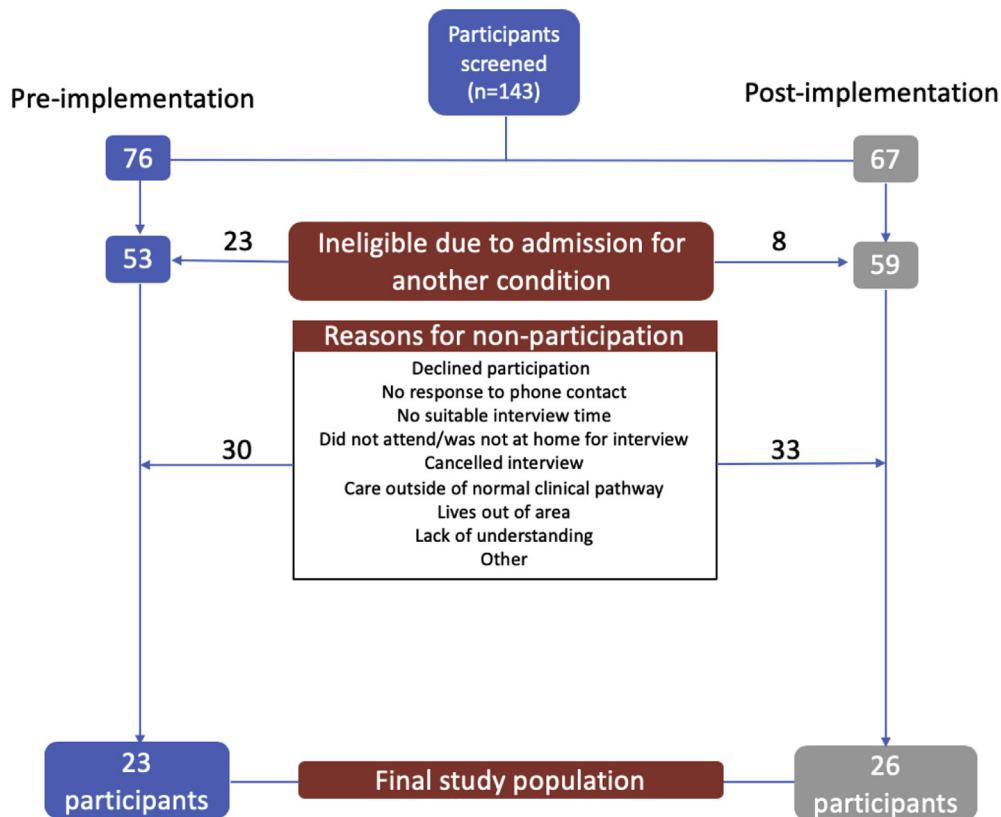 Participants
screened
(n=143)
Pre-implementation
Post-implementation
76
67
53
23
Ineligible due to admission for
another condition
8
59
Reasons for non-participation
Declined participation
No response to phone contact
No suitable interview time
Did not attend/was not at home for interview
Cancelled interview
Care outside of normal clinical pathway
Lives out of area
Lack of understanding
Other
30
33
23
participants
Final study population
26
participants